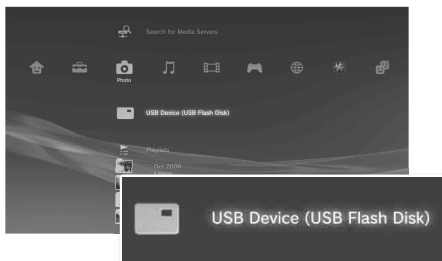 Search for Media Servers
Photo
USB Device (USB Flash Disk)
Playlists
Oct 2006
USB Device (USB Flash Disk)